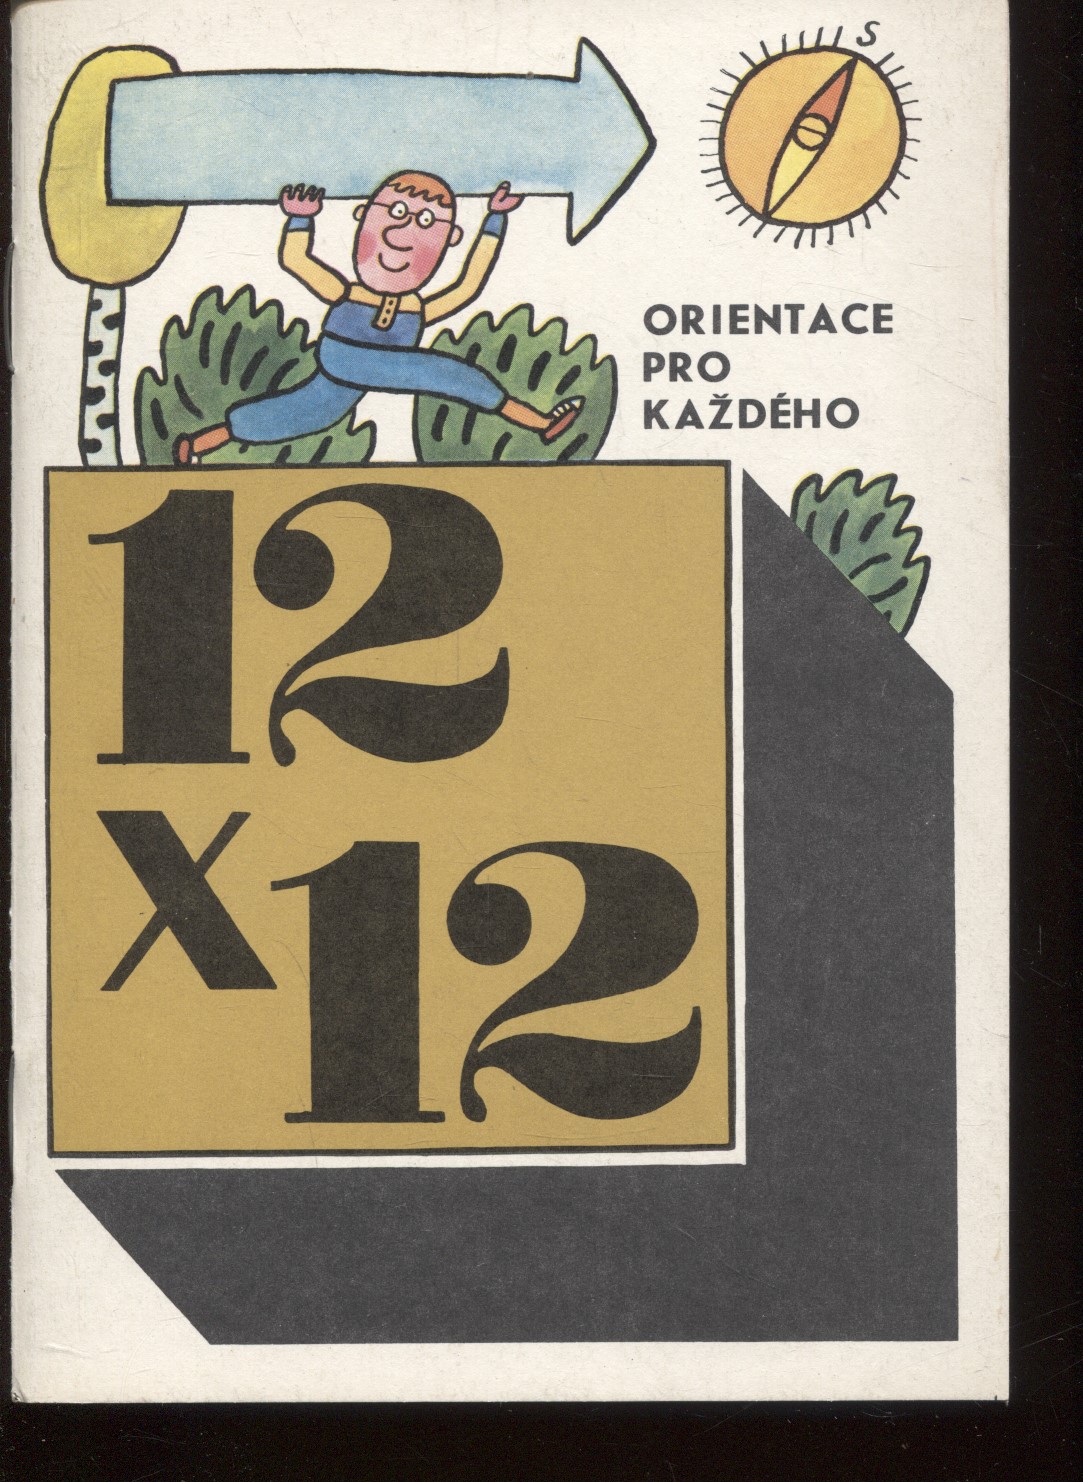 S
ORIENTACE
PRO
KAŽDÉHO
12
x 12